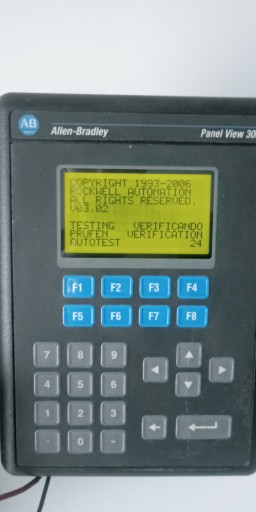 AB
Allen-Bradley
Panel View 30
COPYRIGHT 1993-2006
ROCKWELL AUTOMATION
ALL RIGHTS RESERVED.
V03.02
TESTING VERIFICANDO
PRUFEN VERIFICATION
AUTOTEST 24
F1 F2 F3 F4
F5 F6 F7 F8
7 8 9
4 5 6
1 2 3
. 0 -